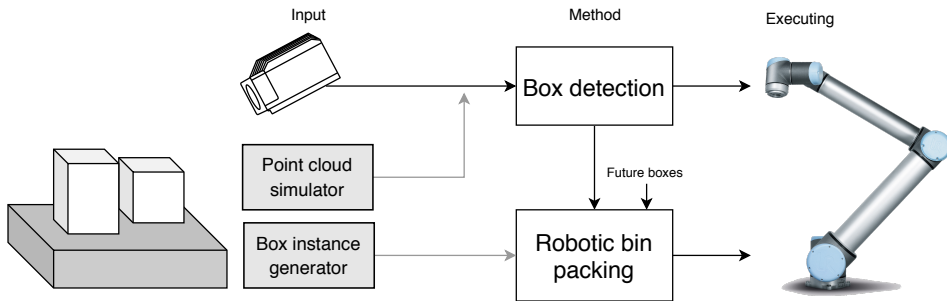 Input
Method
Executing
Box detection
Point cloud
simulator
Future boxes
Box instance
generator
Robotic bin
packing